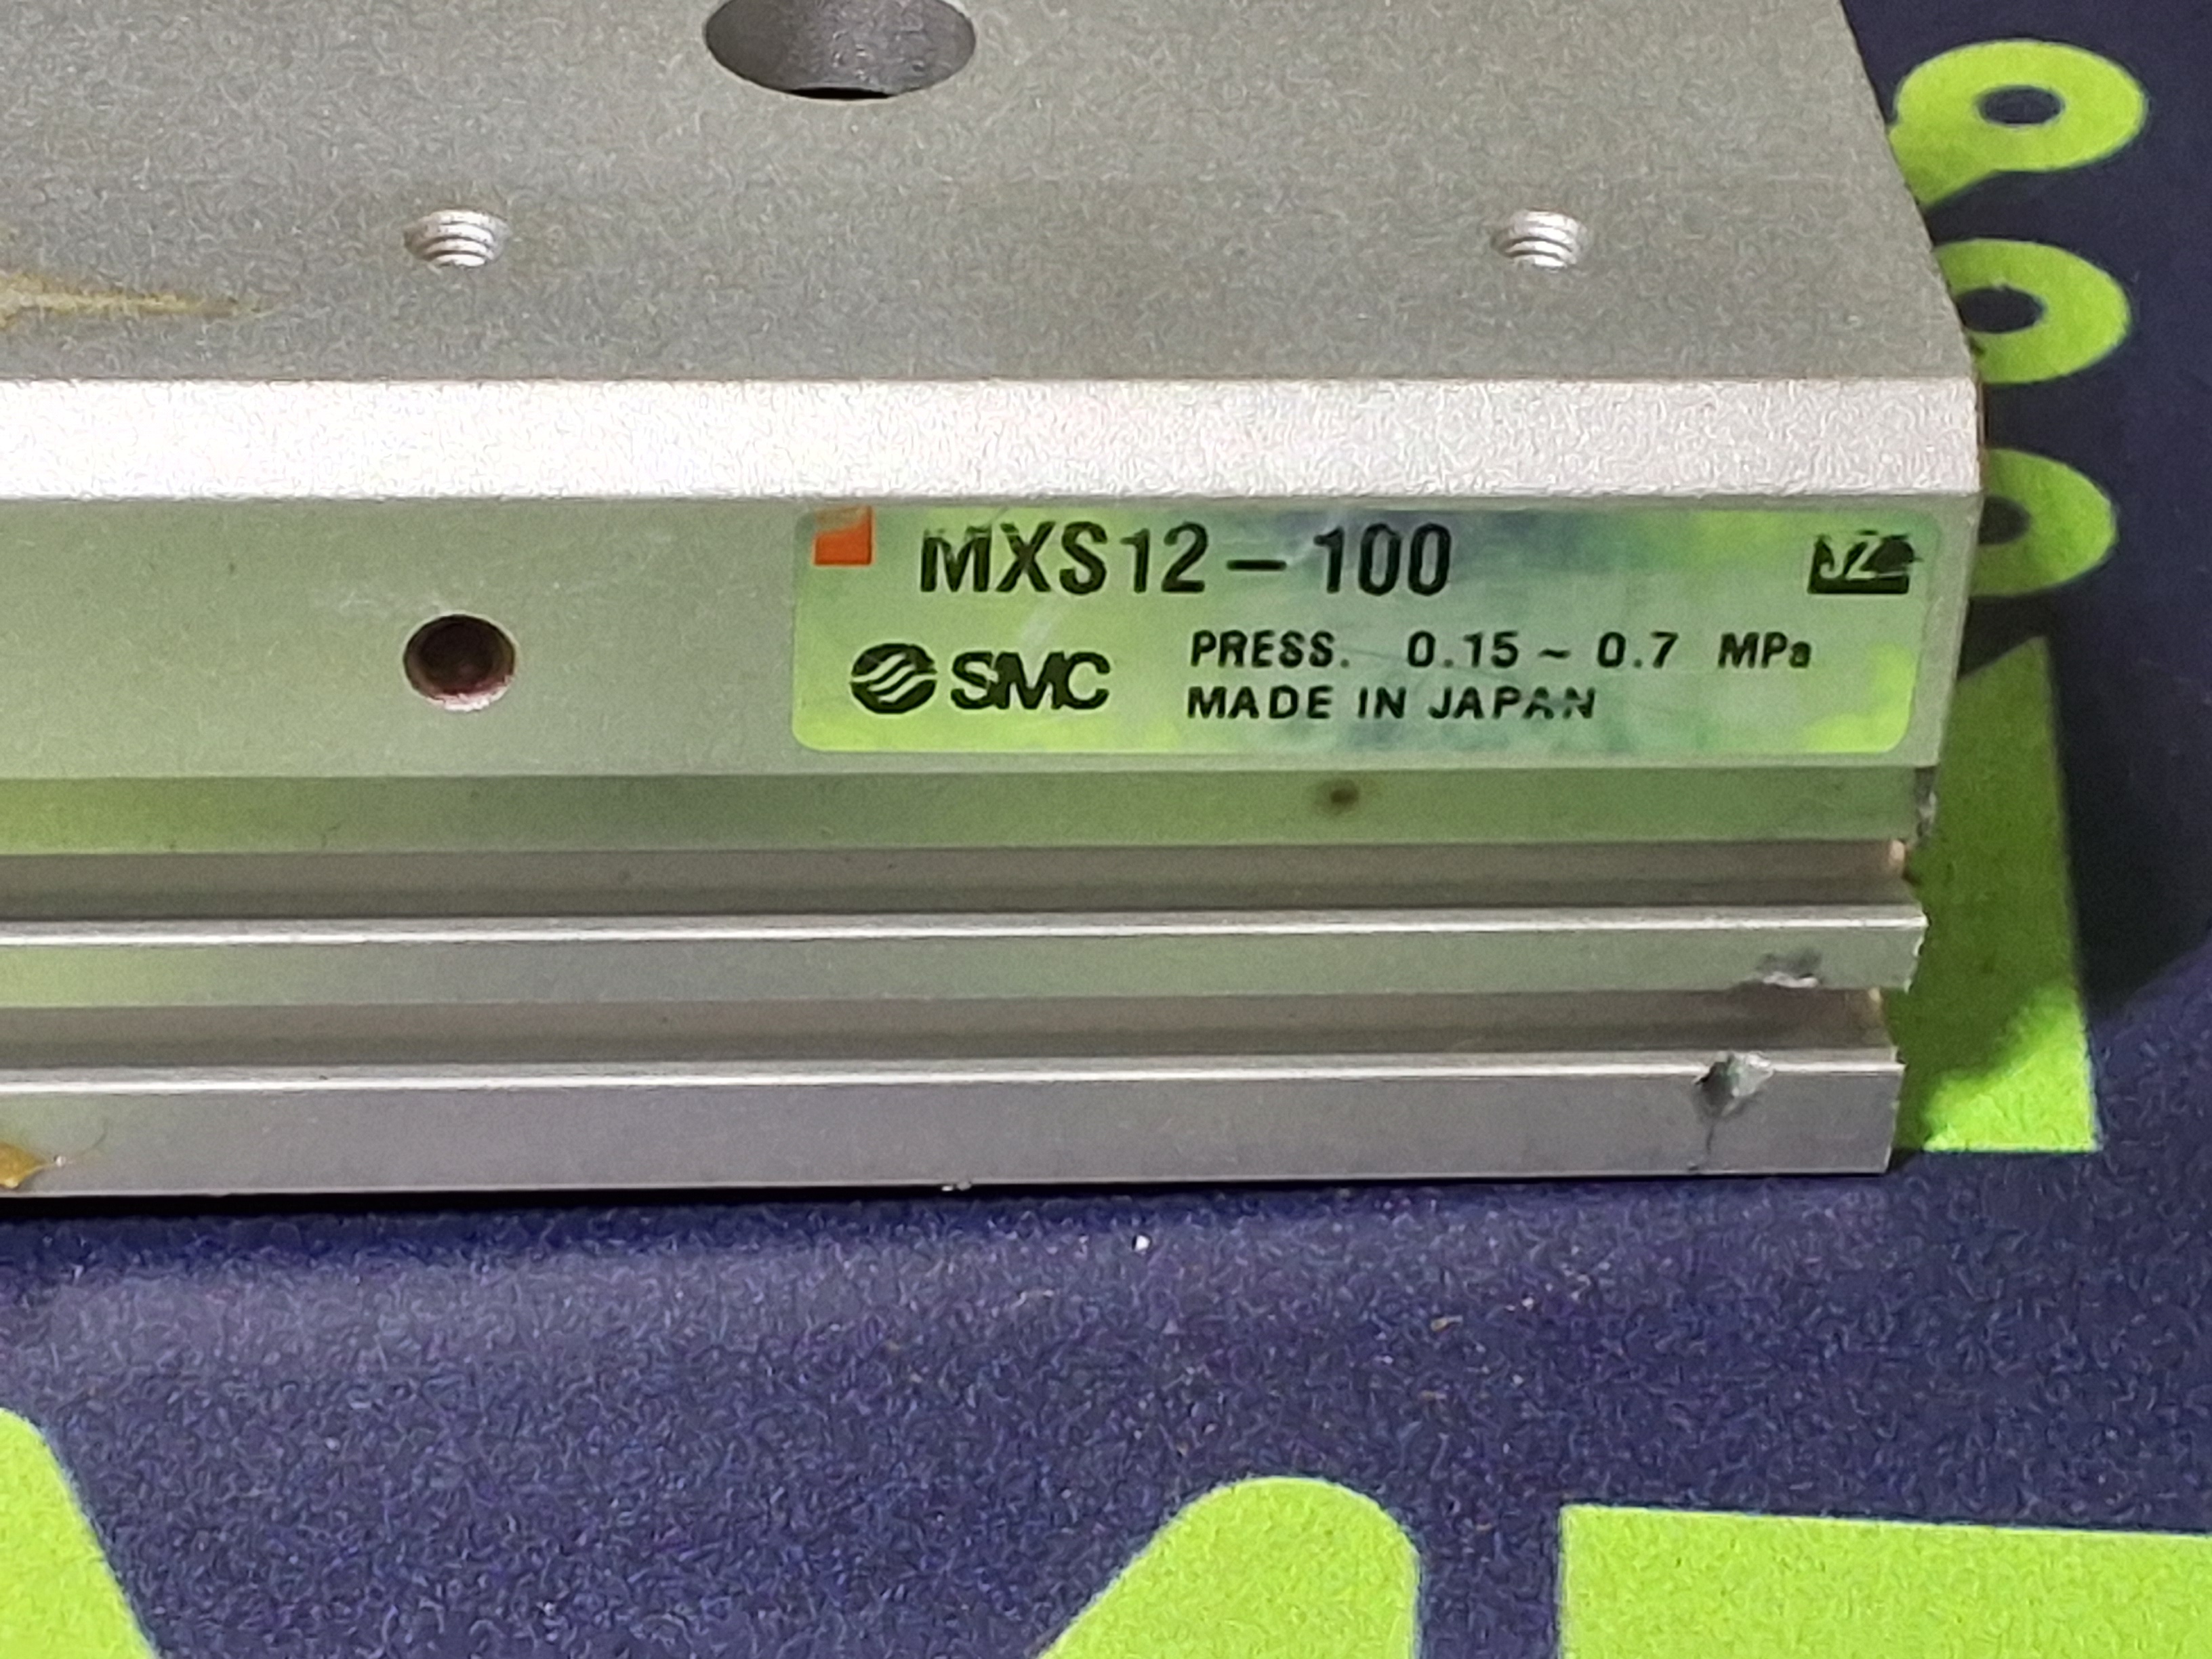 MXS12-100
SMC
PRESS. 0.15~0.7 MPa
MADE IN JAPAN